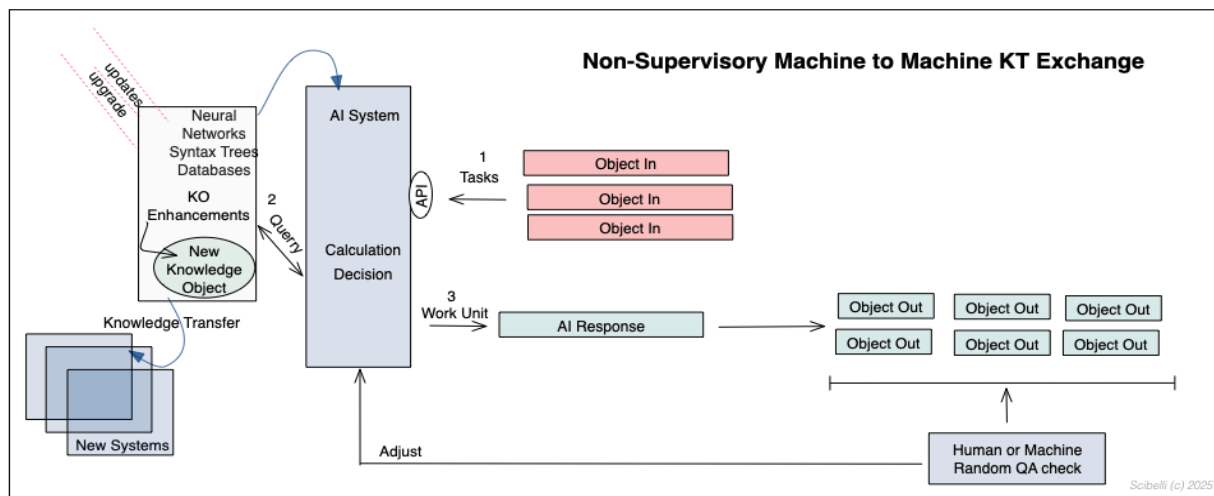 Non-Supervisory Machine to Machine KT Exchange
updates
upgrade
Neural
Networks
Syntax Trees
Databases
KO
Enhancements
New
Knowledge
Object
Knowledge Transfer
New Systems
2
Querry
AI System
API
Calculation
Decision
1
Tasks
Object In
Object In
Object In
3
Work Unit
AI Response
Object Out
Object Out
Object Out
Object Out
Object Out
Object Out
Adjust
Human or Machine
Random QA check
Scibelli (c) 2025